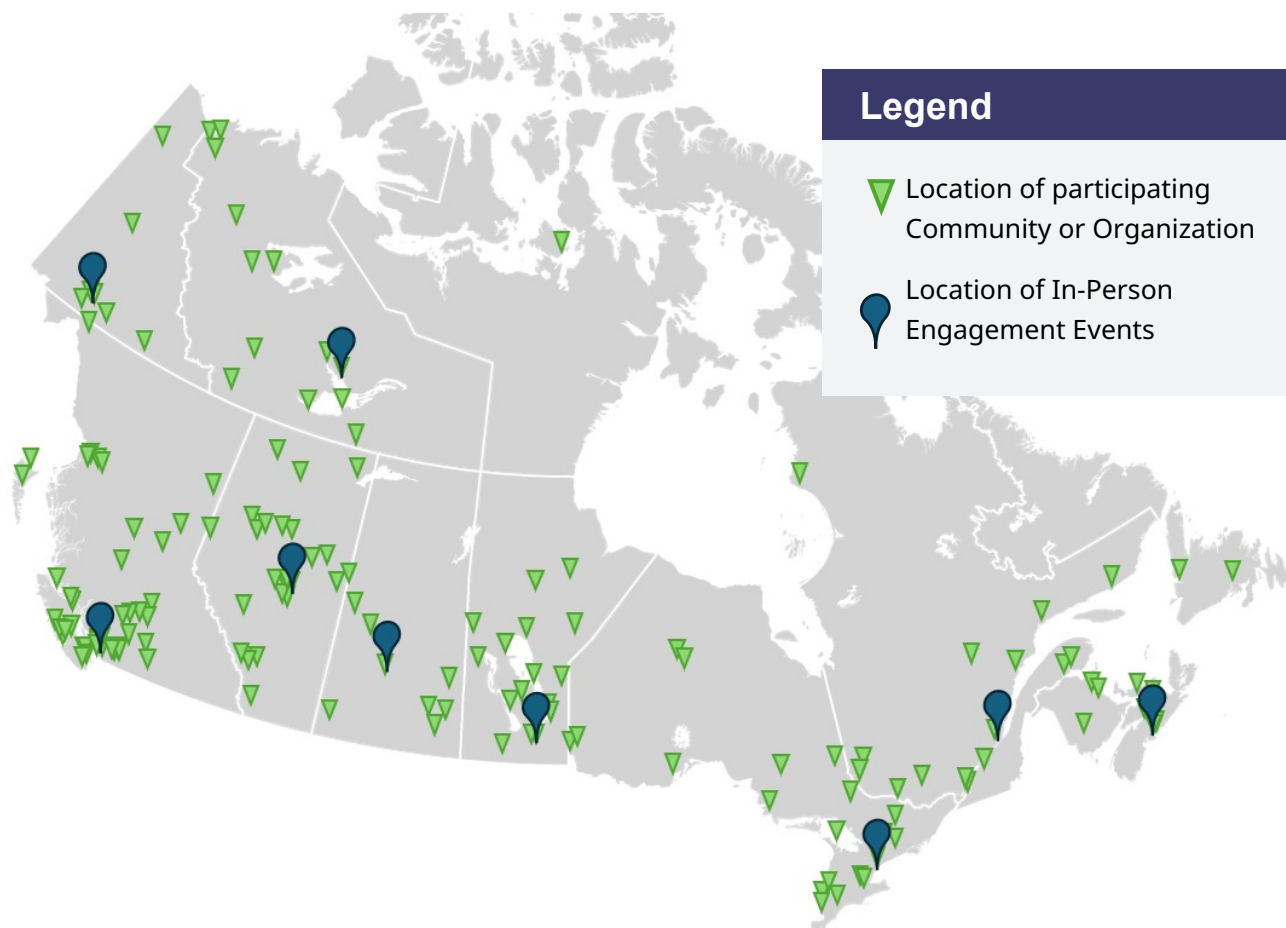 Legend
Location of participating
Community or Organization
Location of In-Person
Engagement Events